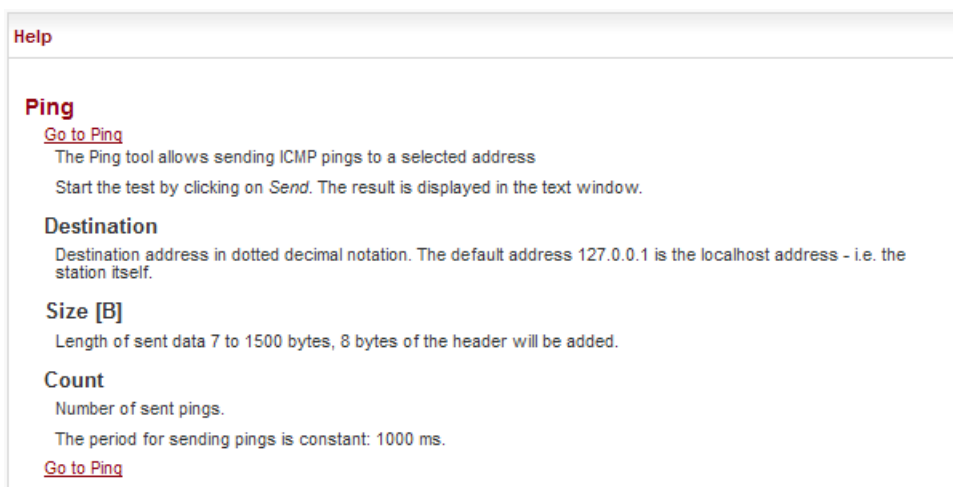 Help
Ping
Go to Ping
The Ping tool allows sending ICMP pings to a selected address
Start the test by clicking on Send. The result is displayed in the text window.
Destination
Destination address in dotted decimal notation. The default address 127.0.0.1 is the localhost address - i.e. the
station itself.
Size [B]
Length of sent data 7 to 1500 bytes, 8 bytes of the header will be added.
Count
Number of sent pings.
The period for sending pings is constant: 1000 ms.
Go to Ping